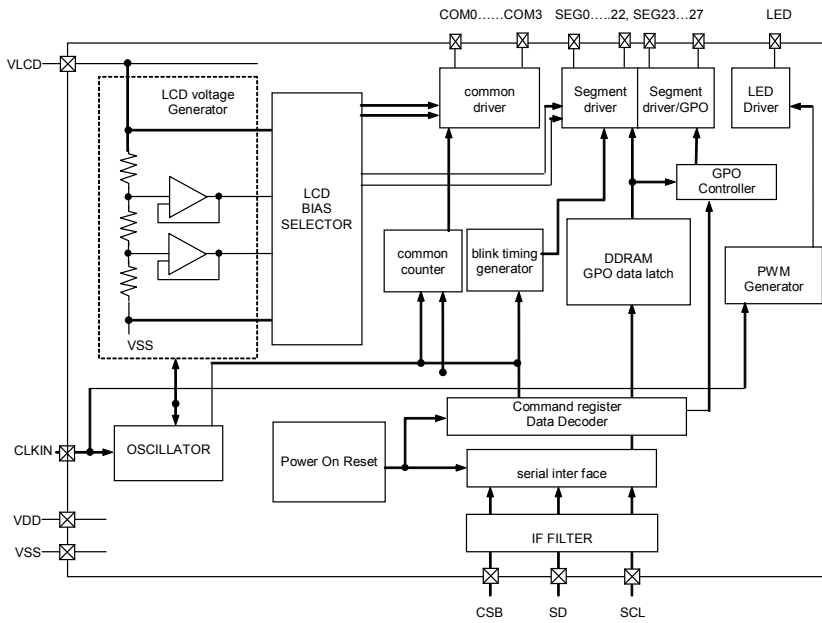 COM0……COM3
SEG0…..22, SEG23…27
LED
VLCD
LCD voltage
Generator
LCD
BIAS
SELECTOR
common
driver
Segment
driver
Segment
driver/GPO
LED
Driver
GPO
Controller
common
counter
blink timing
generator
DDRAM
GPO data latch
PWM
Generator
VSS
Command register
Data Decoder
OSCILLATOR
CLKIN
Power On Reset
serial inter face
VDD
VSS
IF FILTER
CSB
SD
SCL